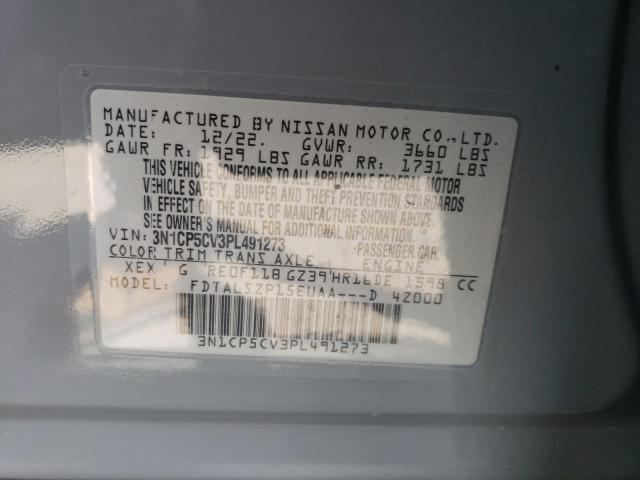 MANUFACTURED BY NISSAN MOTOR CO.,LTD.
DATE: 12/22. GVWR: 3660 LBS
GAWR FR: 1929 LBS GAWR RR: 1731 LBS
THIS VEHICLE CONFORMS TO ALL APPLICABLE FEDERAL MOTOR
VEHICLE SAFETY, BUMPER AND THEFT PREVENTION STANDARDS
IN EFFECT ON THE DATE OF MANUFACTURE SHOWN ABOVE.
SEE OWNER'S MANUAL FOR ADDITIONAL
VIN: 3N1CP5CV3PL491273 -PASSENGER CAR.
COLOR TRIM TRANS AXLE ENGINE
XEX G RE0F11B GZ39 HR16DE 1598 CC
MODEL FDTALSZP15EUAA---D 4Z000
3N1CP5CV3PL491273